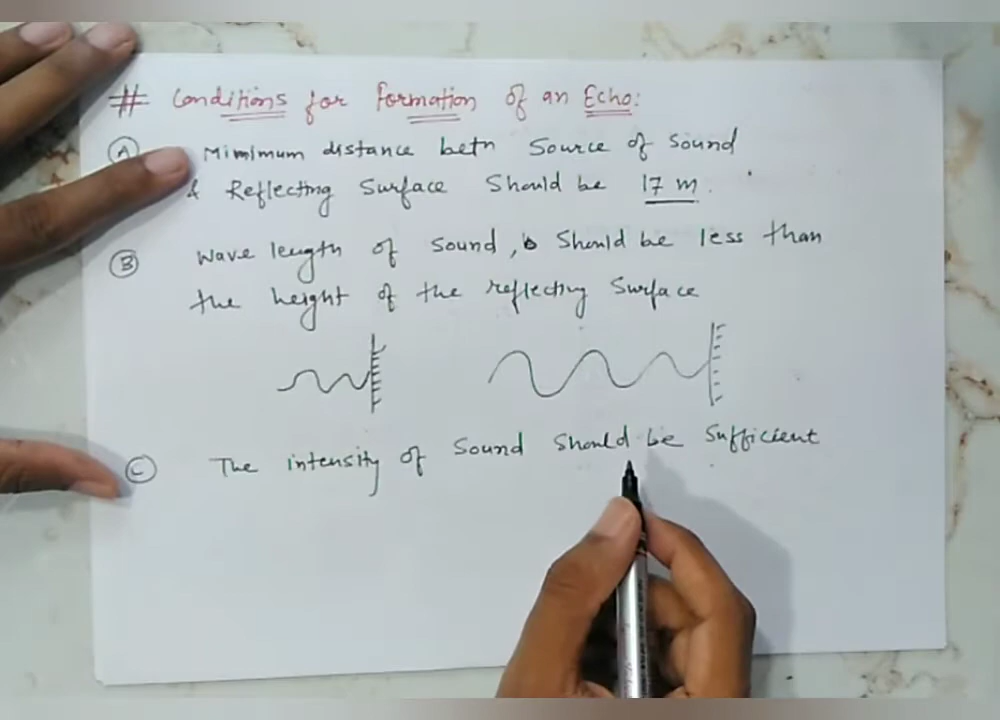 # Conditions for Formation of an Echo:
A Mimimum distance betn Source of Sound
& Reflecting Surface Should be 17 m.
B Wave length of Sound, Should be less than
the height of the reflecting Surface
C The intensity of Sound Should be Sufficient